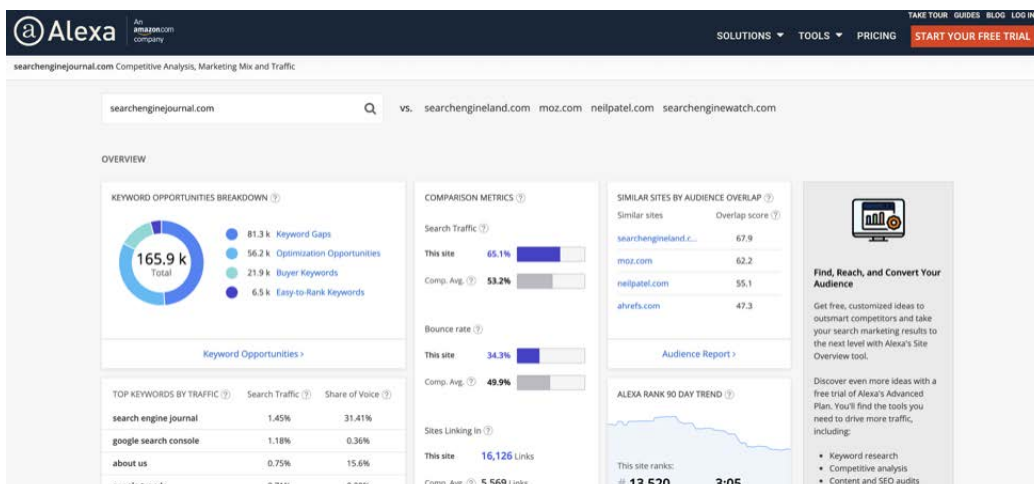 TAKE TOUR GUIDES BLOG LOG IN
a Alexa An amazon.com company
SOLUTIONS TOOLS PRICING START YOUR FREE TRIAL
searchenginejournal.com Competitive Analysis, Marketing Mix and Traffic
searchenginejournal.com vs. searchengineland.com moz.com neilpatel.com searchenginewatch.com
OVERVIEW
KEYWORD OPPORTUNITIES BREAKDOWN ?
165.9 k
Total
81.3 k Keyword Gaps
56.2 k Optimization Opportunities
21.9 k Buyer Keywords
6.5 k Easy-to-Rank Keywords
Keyword Opportunities ›
TOP KEYWORDS BY TRAFFIC ? Search Traffic ? Share of Voice ?
search engine journal 1.45% 31.41%
google search console 1.18% 0.36%
about us 0.75% 15.6%
COMPARISON METRICS ?
Search Traffic ?
This site 65.1%
Comp. Avg. ? 53.2%
Bounce rate ?
This site 34.3%
Comp. Avg. ? 49.9%
Sites Linking In ?
This site 16,126 Links
Comp. Avg. ? 5,569 Links
SIMILAR SITES BY AUDIENCE OVERLAP ?
Similar sites Overlap score ?
searchengineland.c... 67.9
moz.com 62.2
neilpatel.com 55.1
ahrefs.com 47.3
Audience Report ›
ALEXA RANK 90 DAY TREND ?
This site ranks:
# 13,520 3:05
Find, Reach, and Convert Your
Audience
Get free, customized ideas to
outsmart competitors and take
your search marketing results to
the next level with Alexa's Site
Overview tool.
Discover even more ideas with a
free trial of Alexa's Advanced
Plan. You'll find the tools you
need to drive more traffic,
including:
• Keyword research
• Competitive analysis
• Content and SEO audits